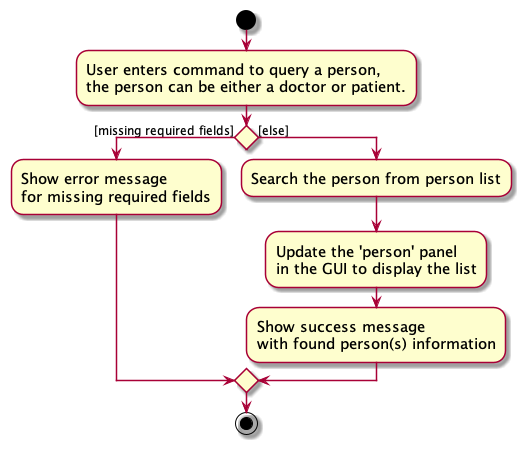 User enters command to query a person,
the person can be either a doctor or patient.
[missing required fields]
[else]
Show error message
for missing required fields
Search the person from person list
Update the 'person' panel
in the GUI to display the list
Show success message
with found person(s) information